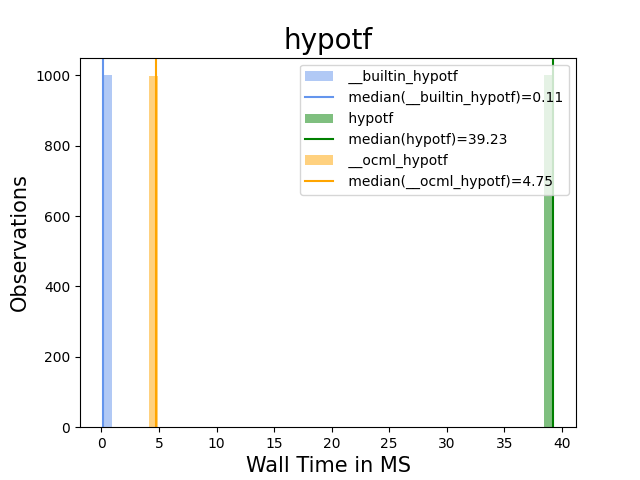 hypotf
__builtin_hypotf
median(__builtin_hypotf)=0.11
hypotf
median(hypotf)=39.23
__ocml_hypotf
median(__ocml_hypotf)=4.75
Observations
1000
800
600
400
200
0
0 5 10 15 20 25 30 35 40
Wall Time in MS